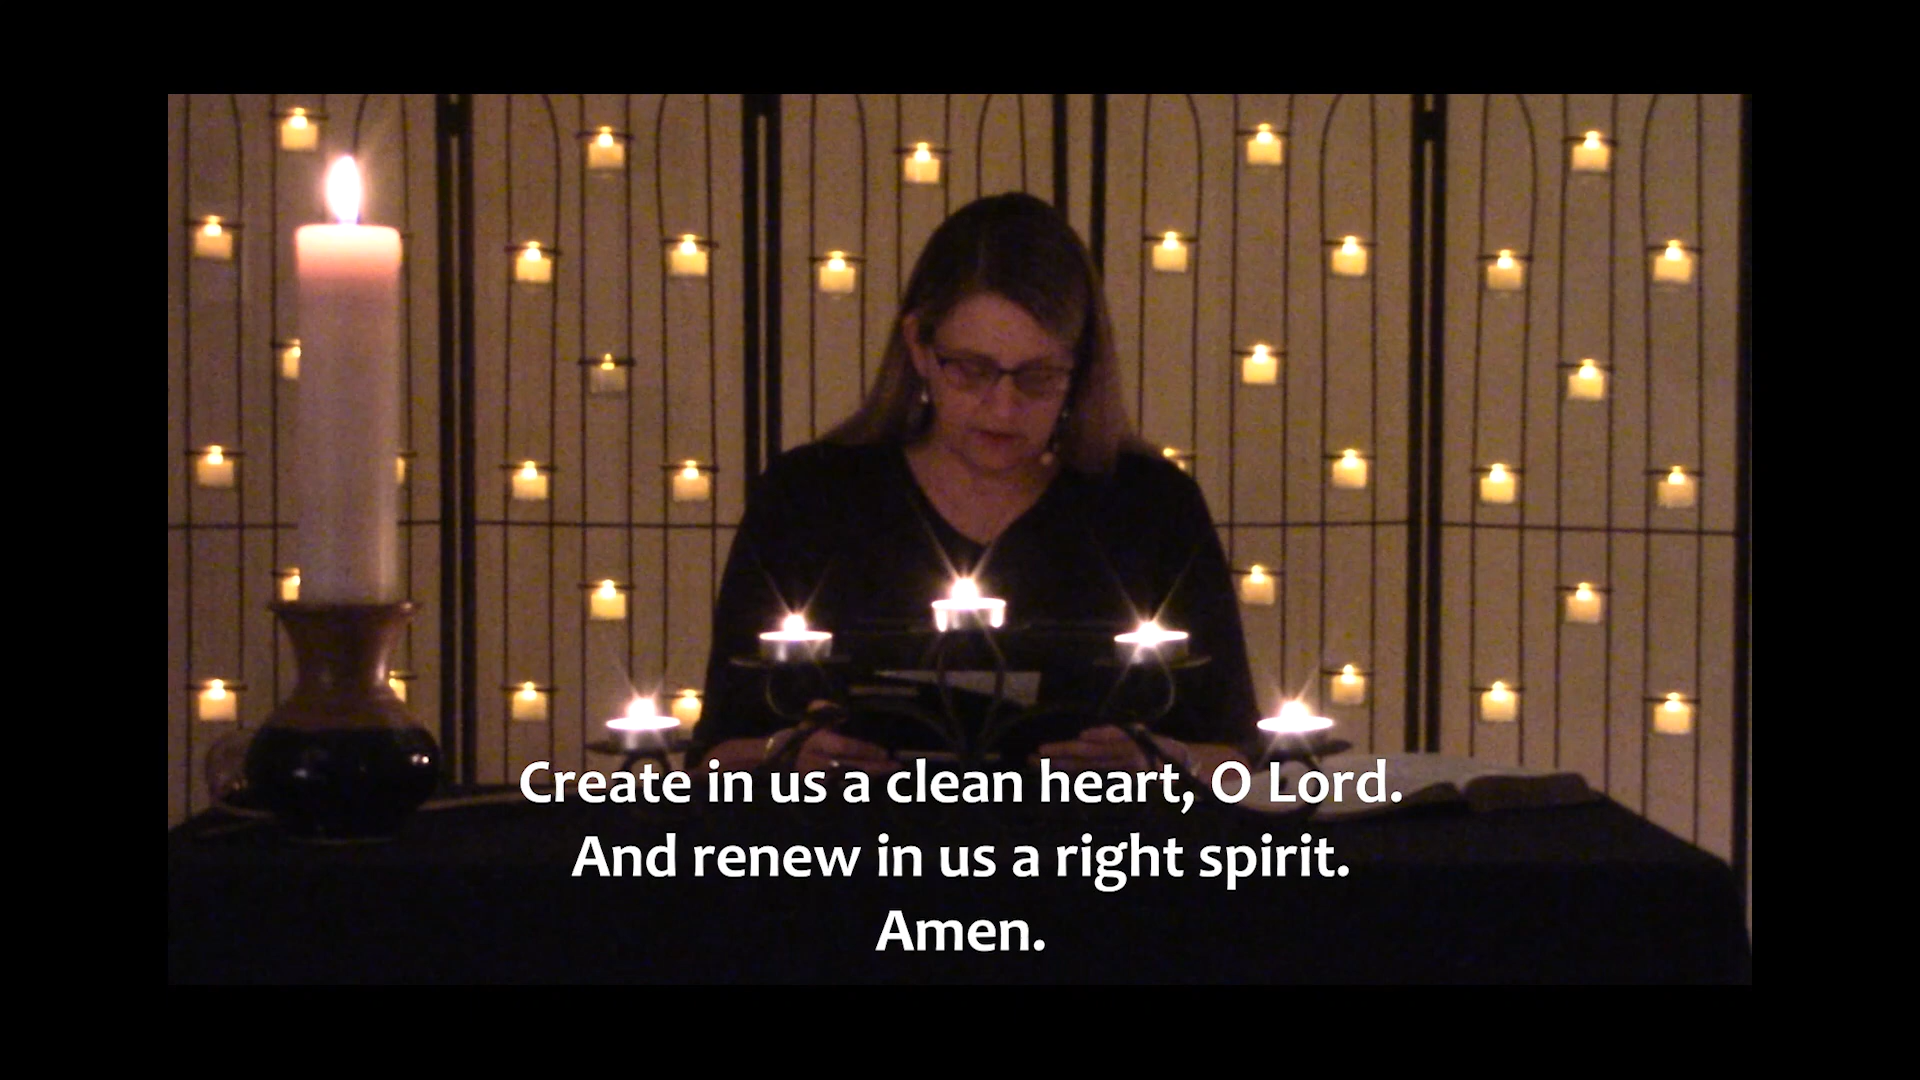 Create in us a clean heart, O Lord.
And renew in us a right spirit.
Amen.